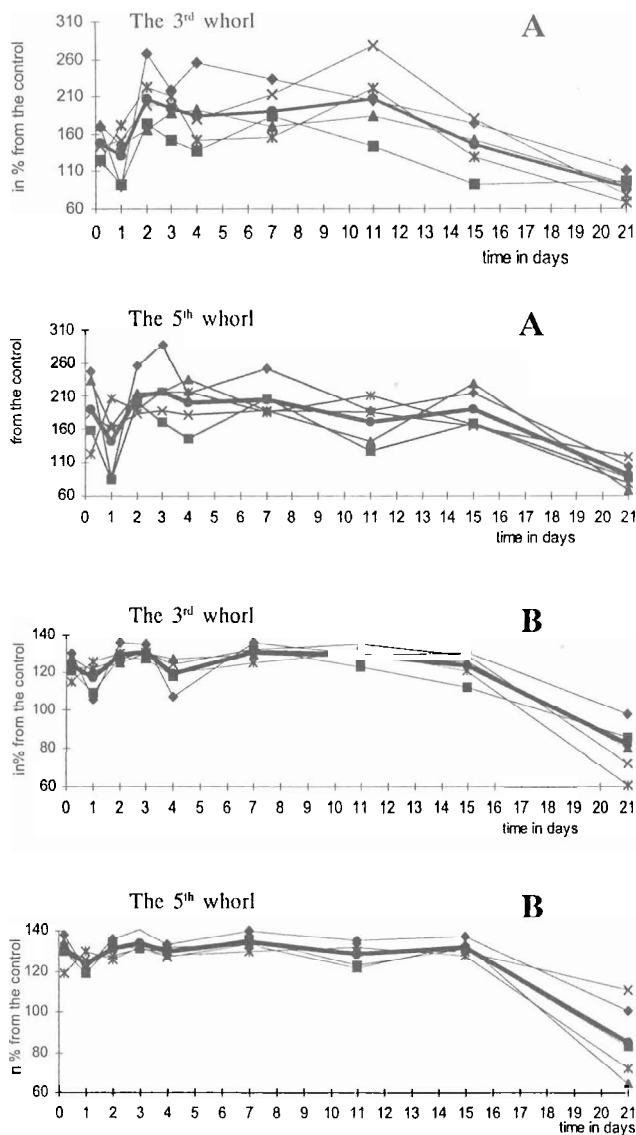 The 3rd whorl
A
in % from the control
310
260
210
160
110
60
0 1 2 3 4 5 6 7 8 9 10 11 12 13 14 15 16 17 18 19 20 21
time in days
The 5th whorl
A
from the control
310
260
210
160
110
60
0 1 2 3 4 5 6 7 8 9 10 11 12 13 14 15 16 17 18 19 20 21
time in days
The 3rd whorl
B
in% from the control
140
120
100
80
60
0 1 2 3 4 5 6 7 8 9 10 11 12 13 14 15 16 17 18 19 20 21
time in days
The 5th whorl
B
n % from the control
140
120
100
80
60
0 1 2 3 4 5 6 7 8 9 10 11 12 13 14 15 16 17 18 19 20 21
time in days